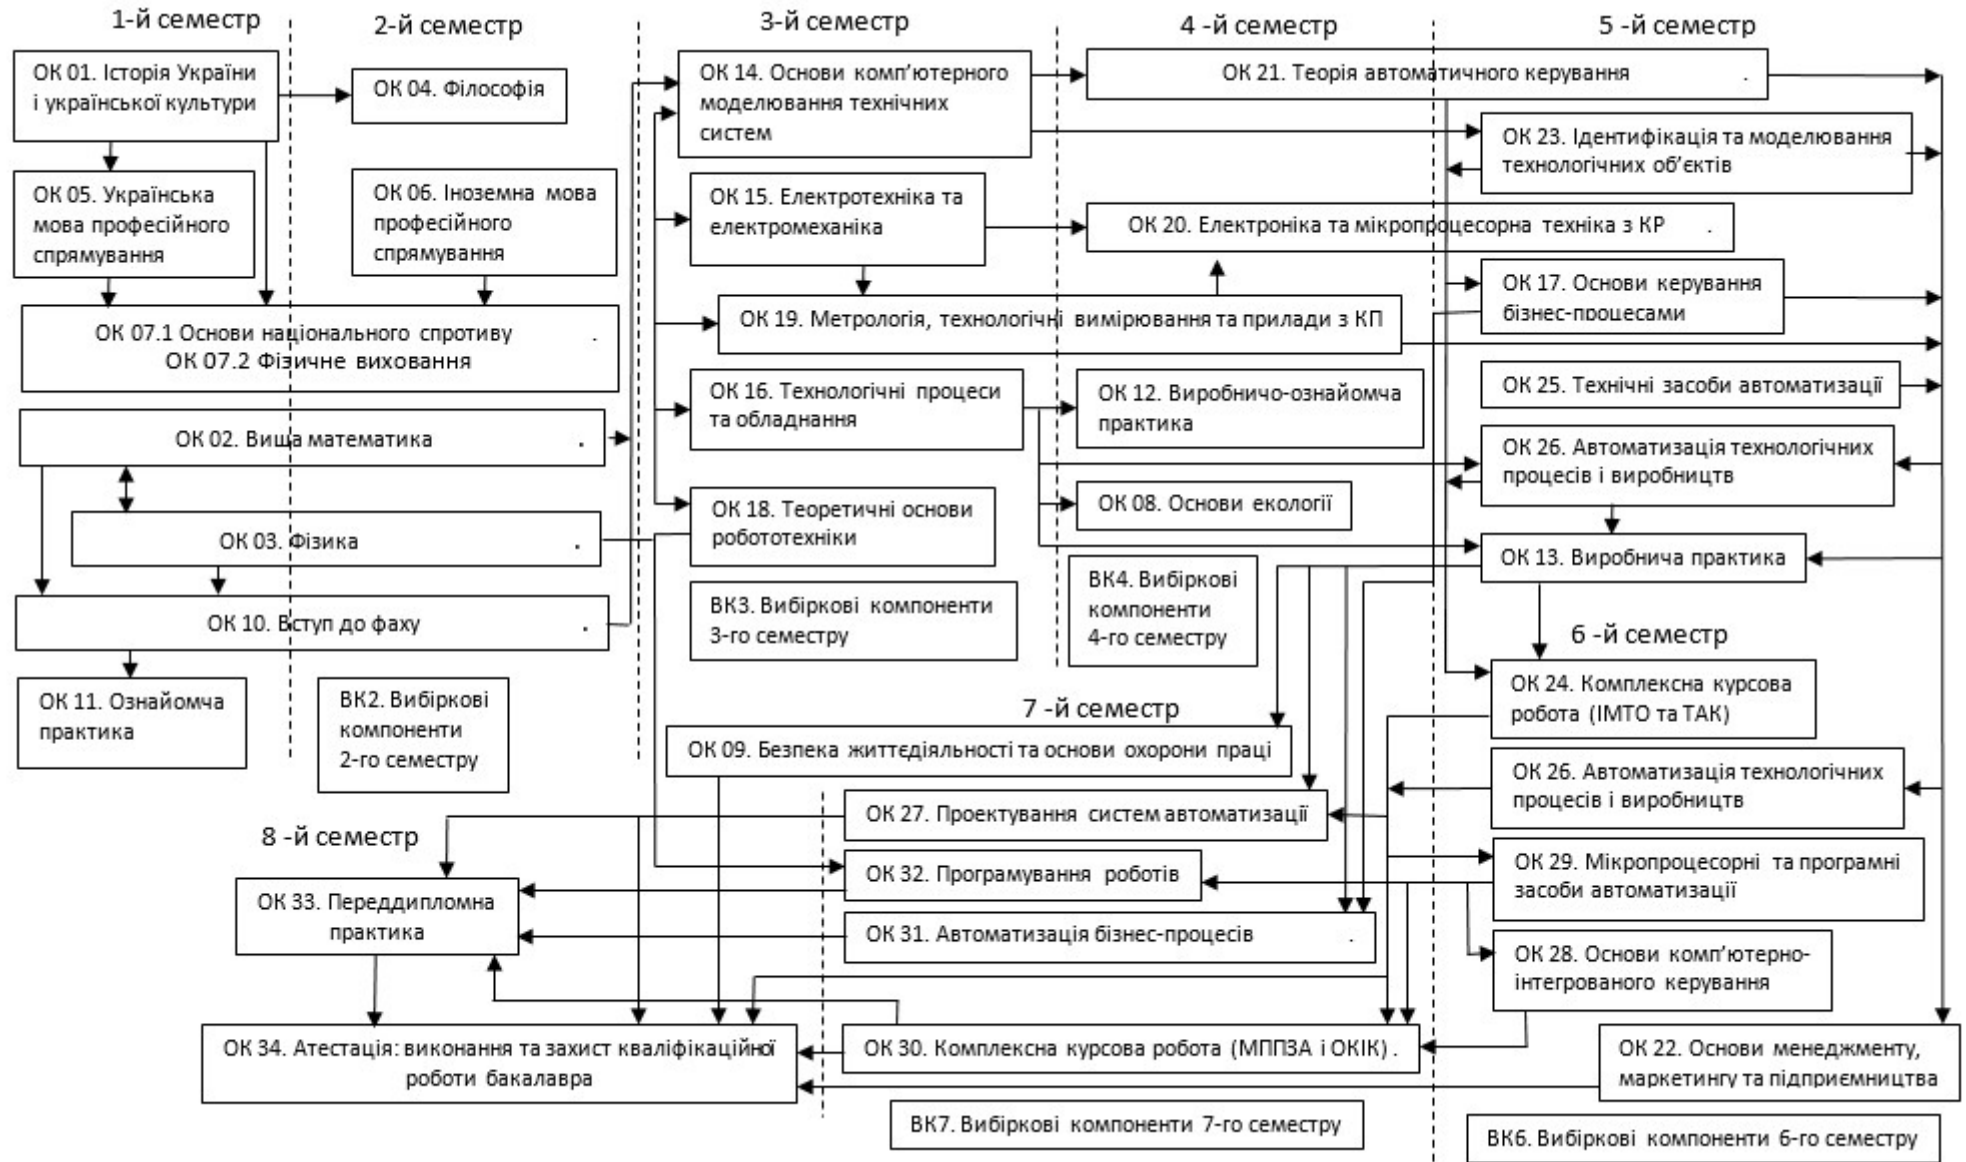 1-й семестр
2-й семестр
3-й семестр
4 -й семестр
5 -й семестр
ОК 01. Історія України
і української культури
ОК 04. Філософія
ОК 05. Українська
мова професійного
спрямування
ОК 06. Іноземна мова
професійного
спрямування
ОК 07.1 Основи національного спротиву .
ОК 07.2 Фізичне виховання
ОК 02. Вища математика .
ОК 03. Фізика .
ОК 10. Вступ до фаху .
ОК 11. Ознайомча
практика
ВК2. Вибіркові
компоненти
2-го семестру
ОК 14. Основи комп’ютерного
моделювання технічних
систем
ОК 15. Електротехніка та
електромеханіка
ОК 19. Метрологія, технологічні вимірювання та прилади з КП
ОК 16. Технологічні процеси
та обладнання
ОК 18. Теоретичні основи
робототехніки
ВК3. Вибіркові компоненти
3-го семестру
ОК 21. Теорія автоматичного керування .
ОК 20. Електроніка та мікропроцесорна техніка з КР .
ОК 12. Виробничо-ознайомча
практика
ОК 08. Основи екології
ВК4. Вибіркові
компоненти
4-го семестру
ОК 23. Ідентифікація та моделювання
технологічних об’єктів
ОК 17. Основи керування
бізнес-процесами
ОК 25. Технічні засоби автоматизації
ОК 26. Автоматизація технологічних
процесів і виробництв
ОК 13. Виробнича практика
6 -й семестр
ОК 24. Комплексна курсова
робота (ІМТО та ТАК)
ОК 26. Автоматизація технологічних
процесів і виробництв
ОК 29. Мікропроцесорні та програмні
засоби автоматизації
ОК 28. Основи комп’ютерно-
інтегрованого керування
ОК 22. Основи менеджменту,
маркетингу та підприємництва
ВК6. Вибіркові компоненти 6-го семестру
7 -й семестр
ОК 09. Безпека життєдіяльності та основи охорони праці
ОК 27. Проектування систем автоматизації
ОК 32. Програмування роботів
ОК 31. Автоматизація бізнес-процесів .
ОК 30. Комплексна курсова робота (МППЗА і ОКІК) .
ВК7. Вибіркові компоненти 7-го семестру
8 -й семестр
ОК 33. Переддипломна
практика
ОК 34. Атестація: виконання та захист кваліфікаційної
роботи бакалавра